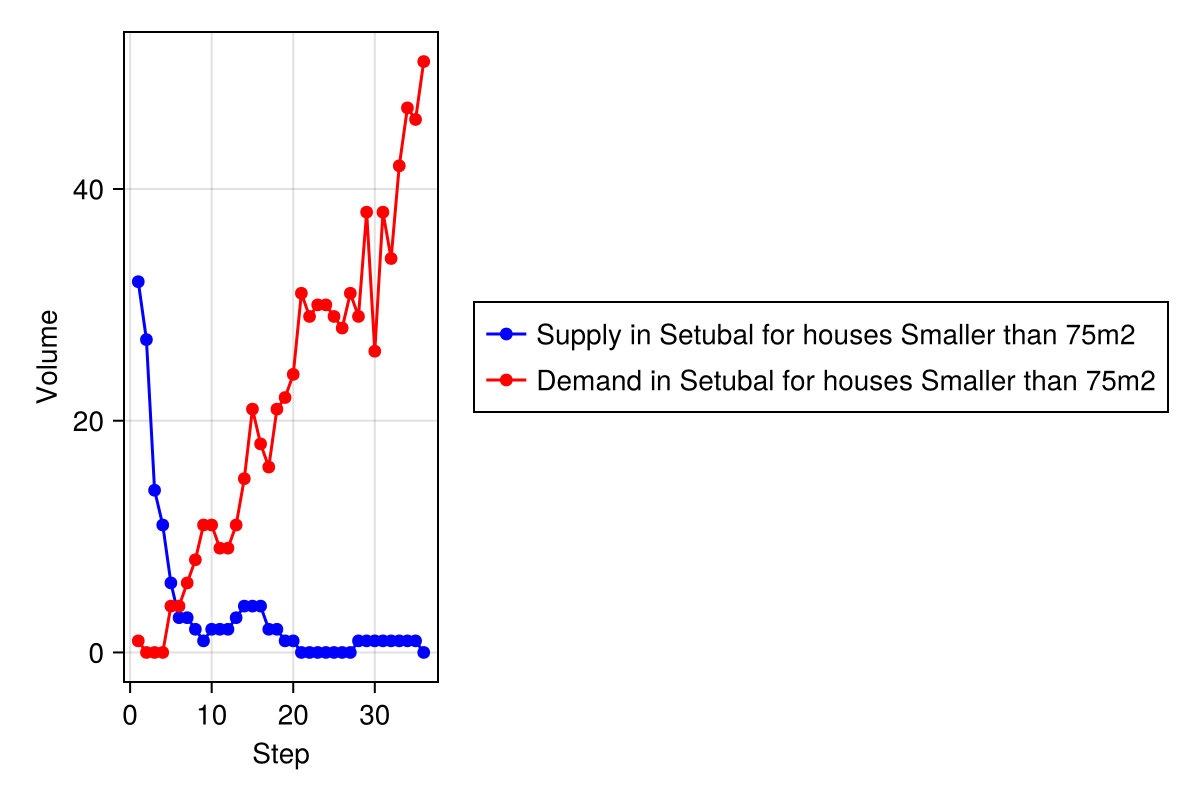 40
20
0
Volume
0 10 20 30
Step
Supply in Setubal for houses Smaller than 75m2
Demand in Setubal for houses Smaller than 75m2